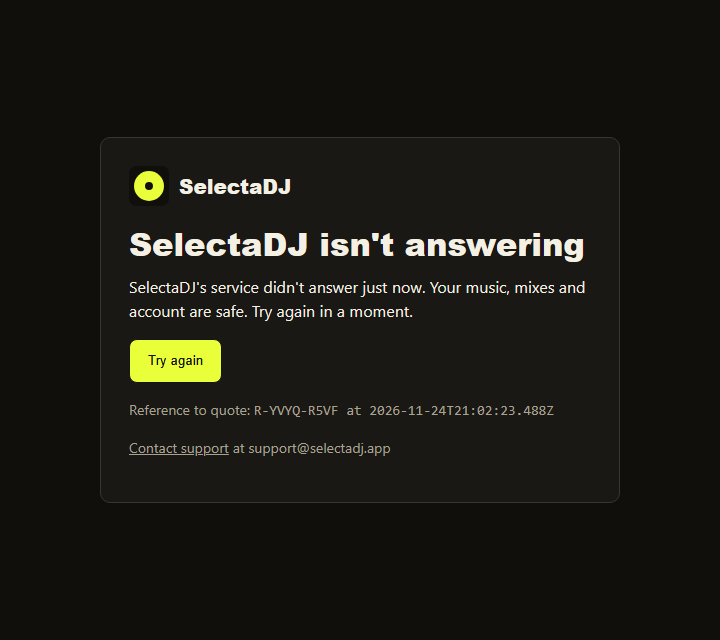 SelectaDJ
SelectaDJ isn't answering
SelectaDJ's service didn't answer just now. Your music, mixes and
account are safe. Try again in a moment.
Try again
Reference to quote: R-YVYQ-R5VF at 2026-11-24T21:02:23.488Z
Contact support at support@selectadj.app